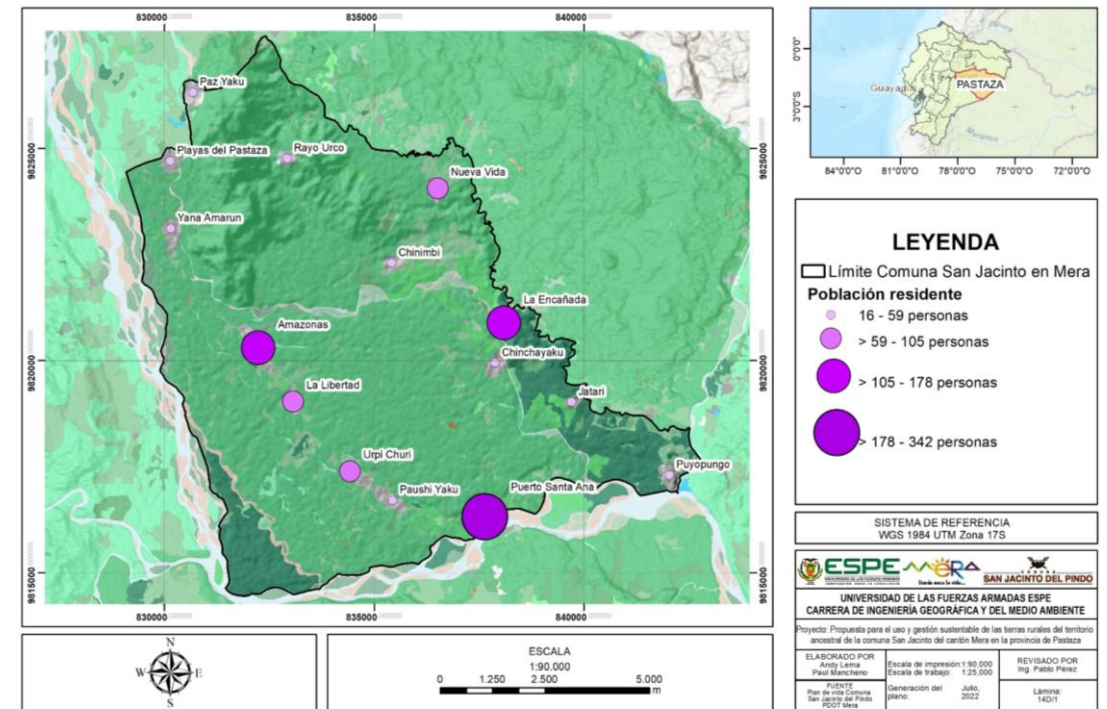 830000
835000
840000
9825000
9825000
9820000
9820000
9815000
9815000
Paz Yaku
Playas del Pastaza
Rayo Urco
Nueva Vida
Yana Amarun
Chinimbi
La Encañada
Amazonas
Chinchayaku
La Libertad
Jatari
Urpi Churi
Puyopungo
Paushi Yaku
Puerto Santa Ana
830000
835000
840000
N
W
E
S
ESCALA
1:90.000
0 1.250 2.500 5.000
m
0°0'0"
3°0'0"S
PASTAZA
84°0'0"O 81°0'0"O 78°0'0"O 75°0'0"O 72°0'0"O
LEYENDA
Límite Comuna San Jacinto en Mera
Población residente
16 - 59 personas
> 59 - 105 personas
> 105 - 178 personas
> 178 - 342 personas
SISTEMA DE REFERENCIA
WGS 1984 UTM Zona 17S
ESPE
MERA
SAN JACINTO DEL PINDO
UNIVERSIDAD DE LAS FUERZAS ARMADAS ESPE
CARRERA DE INGENIERÍA GEOGRÁFICA Y DEL MEDIO AMBIENTE
Proyecto: Propuesta para el uso y gestión sustentable de las tierras rurales del territorio
ancestral de la comuna San Jacinto del cantón Mera en la provincia de Pastaza
ELABORADO POR
Andy Lema
Paul Mancheno
Escala de impresión:1:90,000
Escala de trabajo: 1:25,000
REVISADO POR
Ing. Pablo Pérez
FUENTE
Plan de vida Comuna
San Jacinto del Pindo
PDOT Mera
Generación del
plano:
Julio,
2022
Lámina:
14D/1